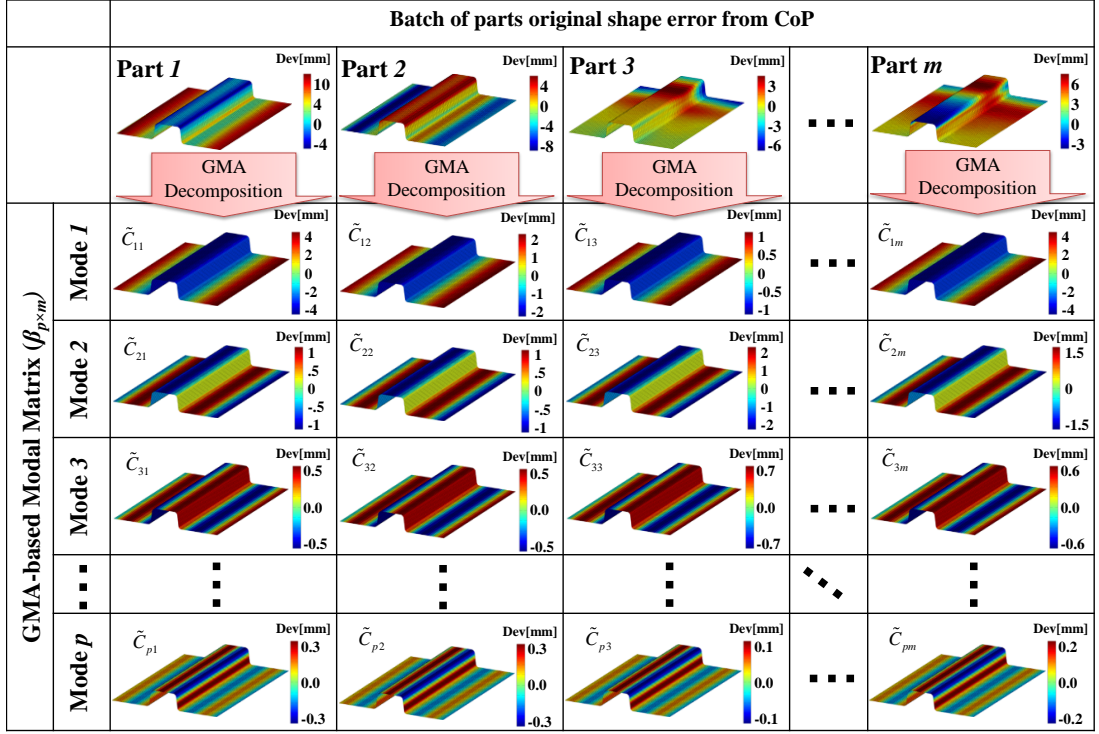 Batch of parts original shape error from CoP
Part 1
Dev[mm]
10
8
4
0
-4
Part 2
Dev[mm]
4
0
-4
-8
Part 3
Dev[mm]
3
0
-3
-6
Part m
Dev[mm]
6
3
0
-3
GMA
Decomposition
GMA
Decomposition
GMA
Decomposition
GMA
Decomposition
GMA-based Modal Matrix (βp×m)
Mode 1
C̃11
Dev[mm]
4
2
0
-2
-4
C̃12
Dev[mm]
2
1
0
-1
-2
C̃13
Dev[mm]
1
0.5
0
-0.5
-1
C̃1m
Dev[mm]
4
2
0
-2
-4
Mode 2
C̃21
Dev[mm]
1
0.5
0
-.5
-1
C̃22
Dev[mm]
1
0.5
0
-.5
-1
C̃23
Dev[mm]
2
1
0
-1
-2
C̃2m
Dev[mm]
1.5
0
-1.5
Mode 3
C̃31
Dev[mm]
0.5
0.0
-0.5
C̃32
Dev[mm]
0.5
0.0
-0.5
C̃33
Dev[mm]
0.7
0.0
-0.7
C̃3m
Dev[mm]
0.6
0.0
-0.6
Mode p
C̃p1
Dev[mm]
0.3
0.0
-0.3
C̃p2
Dev[mm]
0.3
0.0
-0.3
C̃p3
Dev[mm]
0.1
0.0
-0.1
C̃pm
Dev[mm]
0.2
0.0
-0.2